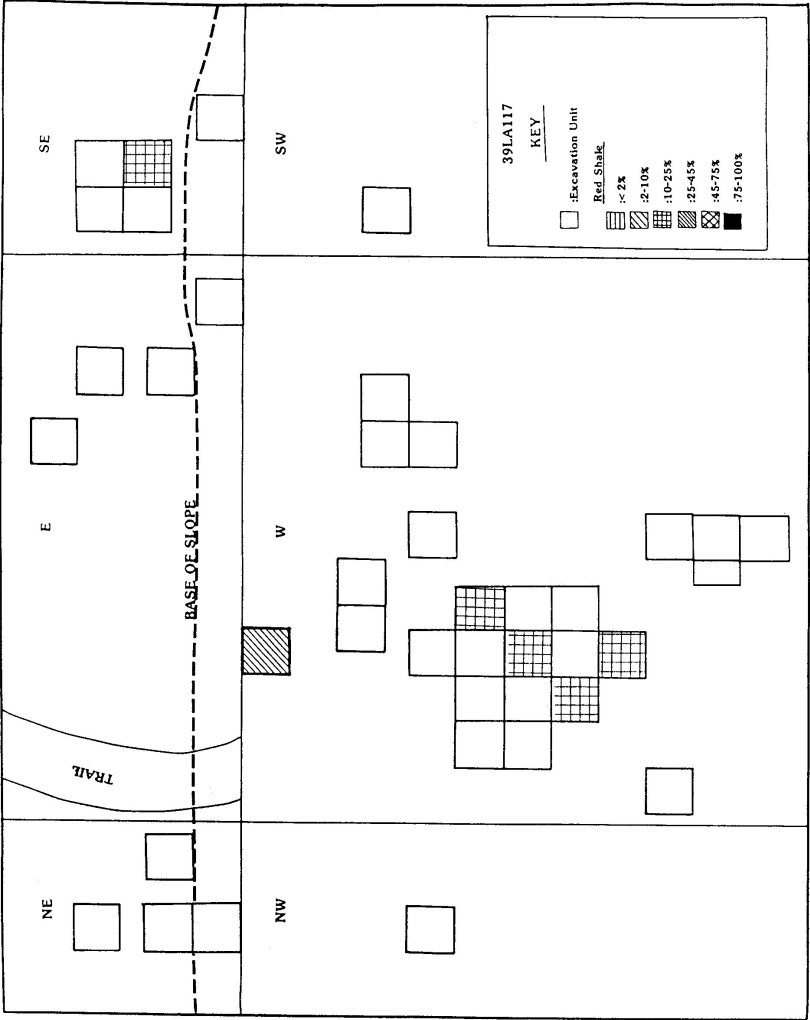 SE
SW
39LA117
KEY
:Excavation Unit
Red Shale
:< 2%
:2-10%
:10-25%
:25-45%
:45-75%
:75-100%
E
W
BASE OF SLOPE
TRAIL
NE
NW